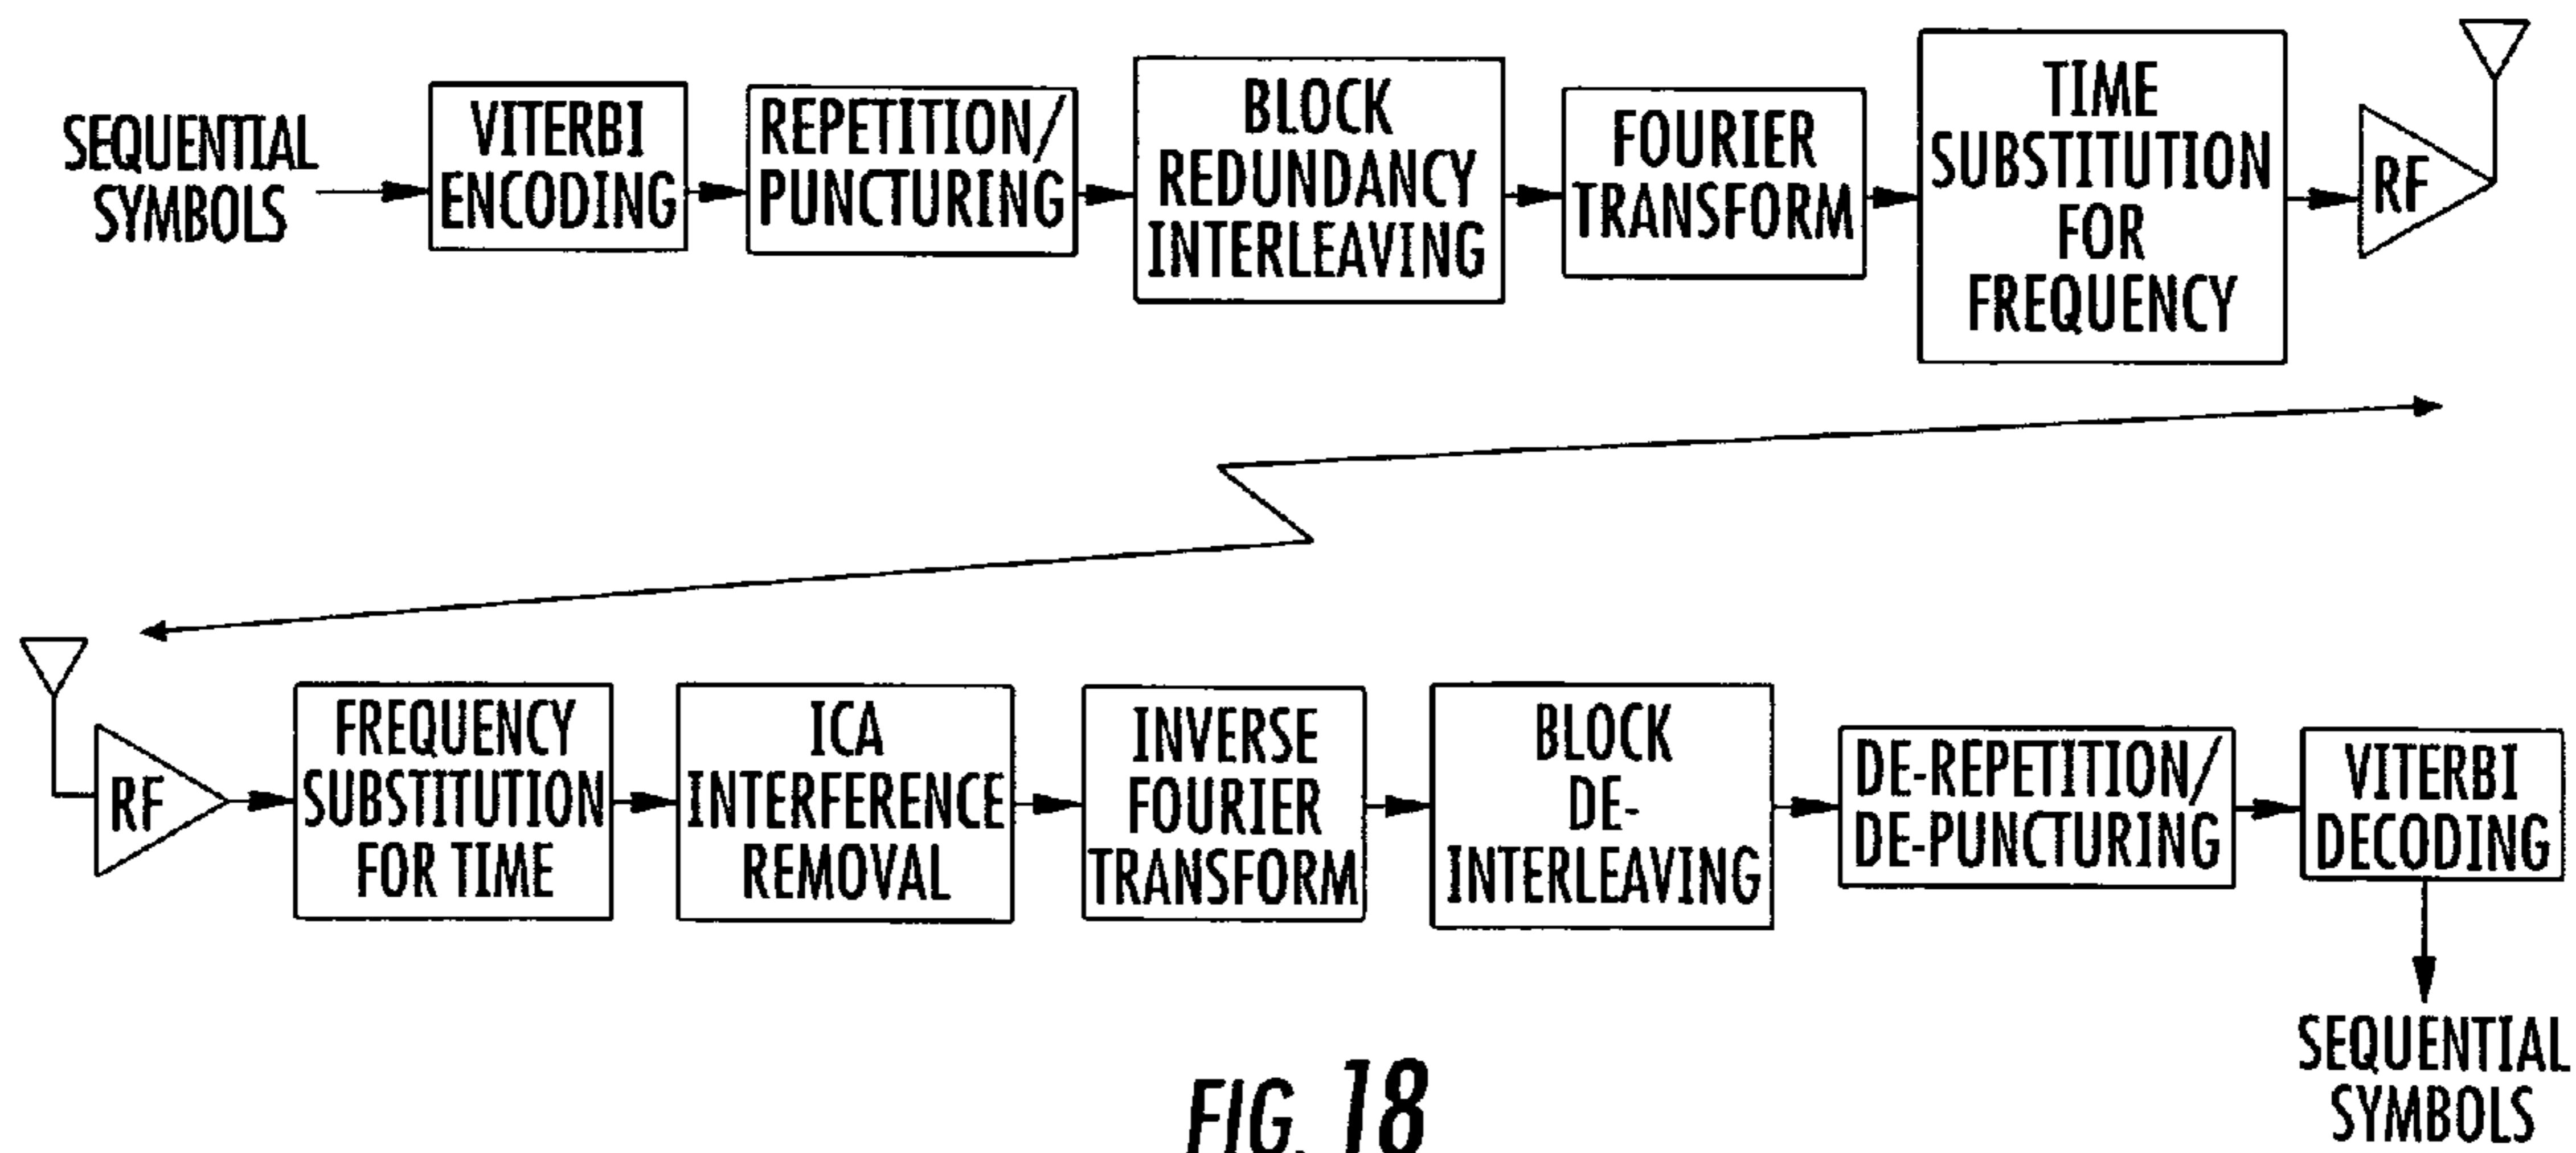 SEQUENTIAL
SYMBOLS
VITERBI
ENCODING
REPETITION/
PUNCTURING
BLOCK
REDUNDANCY
INTERLEAVING
FOURIER
TRANSFORM
TIME
SUBSTITUTION
FOR
FREQUENCY
RF
RF
FREQUENCY
SUBSTITUTION
FOR TIME
ICA
INTERFERENCE
REMOVAL
INVERSE
FOURIER
TRANSFORM
BLOCK
DE-
INTERLEAVING
DE-REPETITION/
DE-PUNCTURING
VITERBI
DECODING
SEQUENTIAL
SYMBOLS
FIG. 18